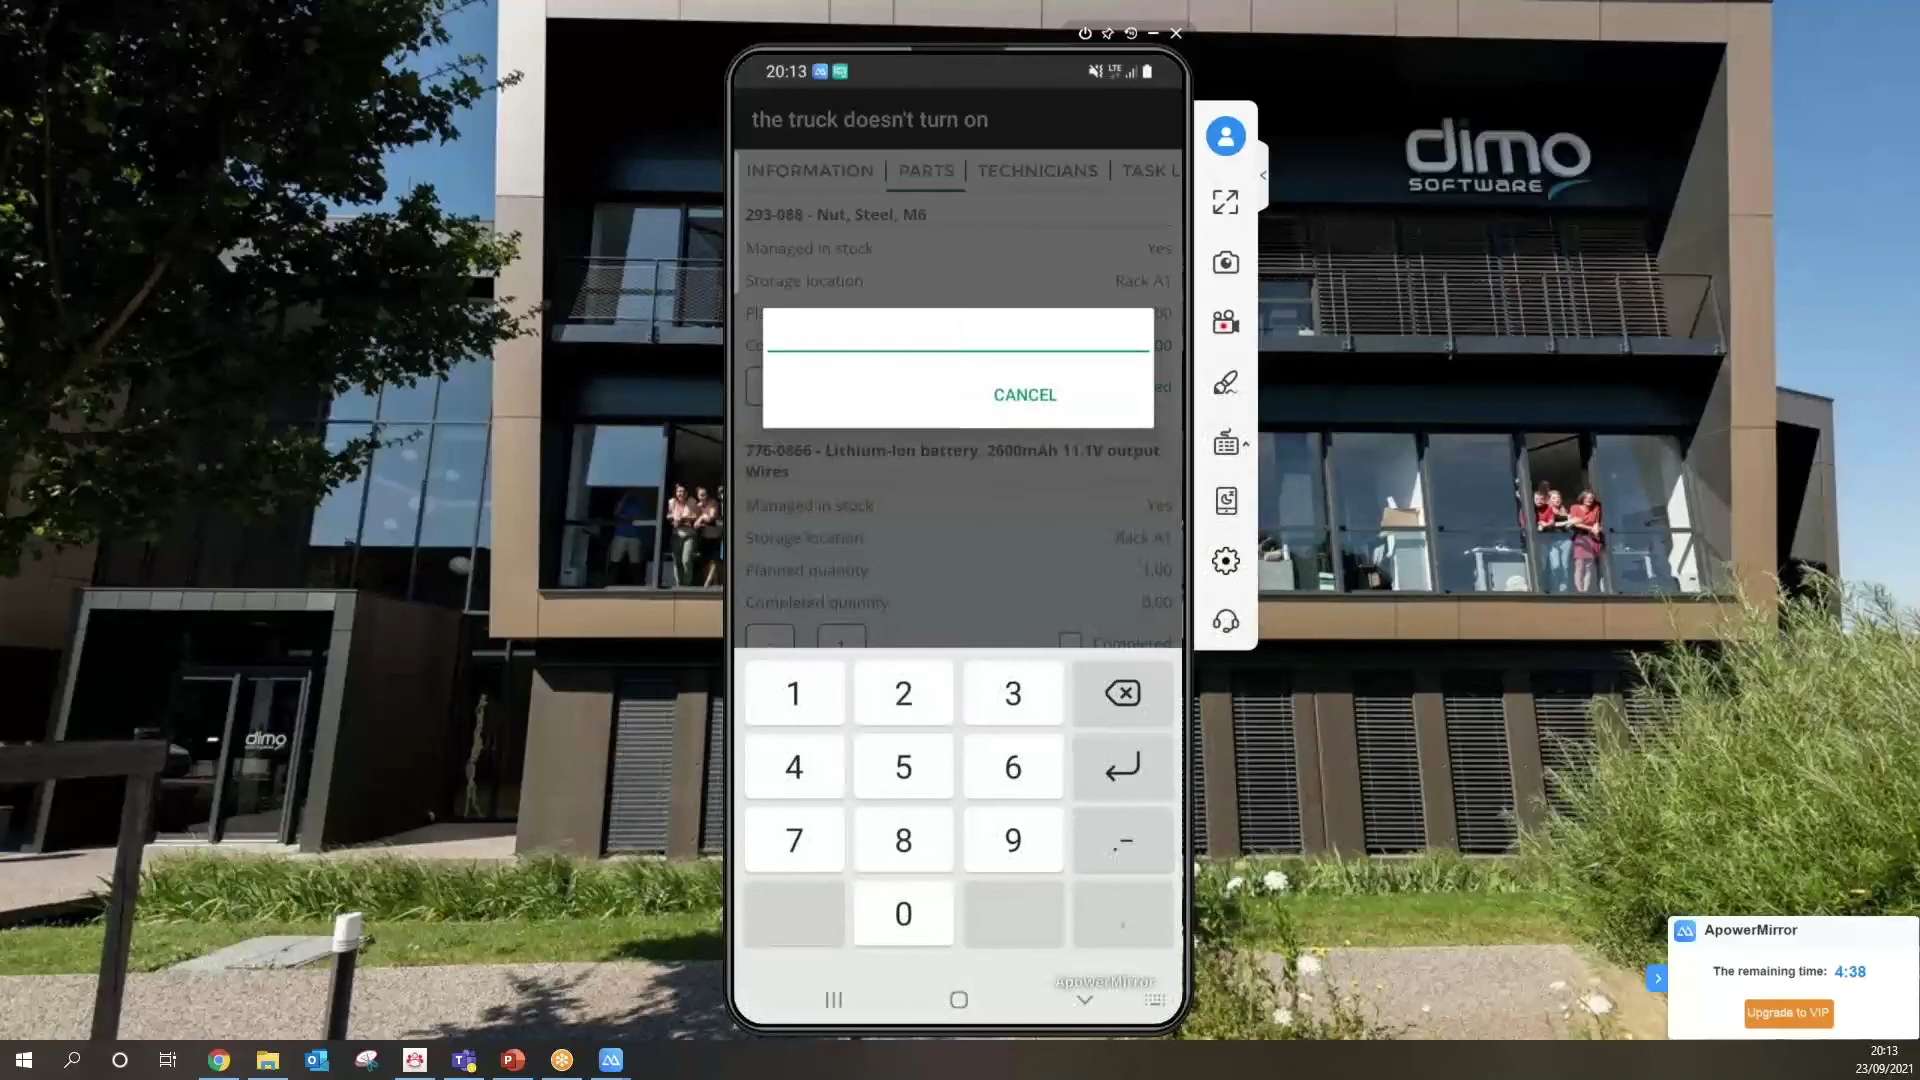 20:13
LTE
the truck doesn't turn on
INFORMATION | PARTS | TECHNICIANS | TASK L
293-088 - Nut, Steel, M6
Managed in stock Yes
Storage location Rack A1
CANCEL
776-0866 - Lithium-Ion battery, 2600mAh 11.1V output
Wires
Managed in stock Yes
Storage location Rack A1
Planned quantity 1.00
Completed quantity 0.00
- + Completed
1 2 3
4 5 6
7 8 9 .-
0 ,
ApowerMirror
dimo
SOFTWARE
dimo
ApowerMirror
The remaining time: 4:38
Upgrade to VIP
20:13
23/09/2021